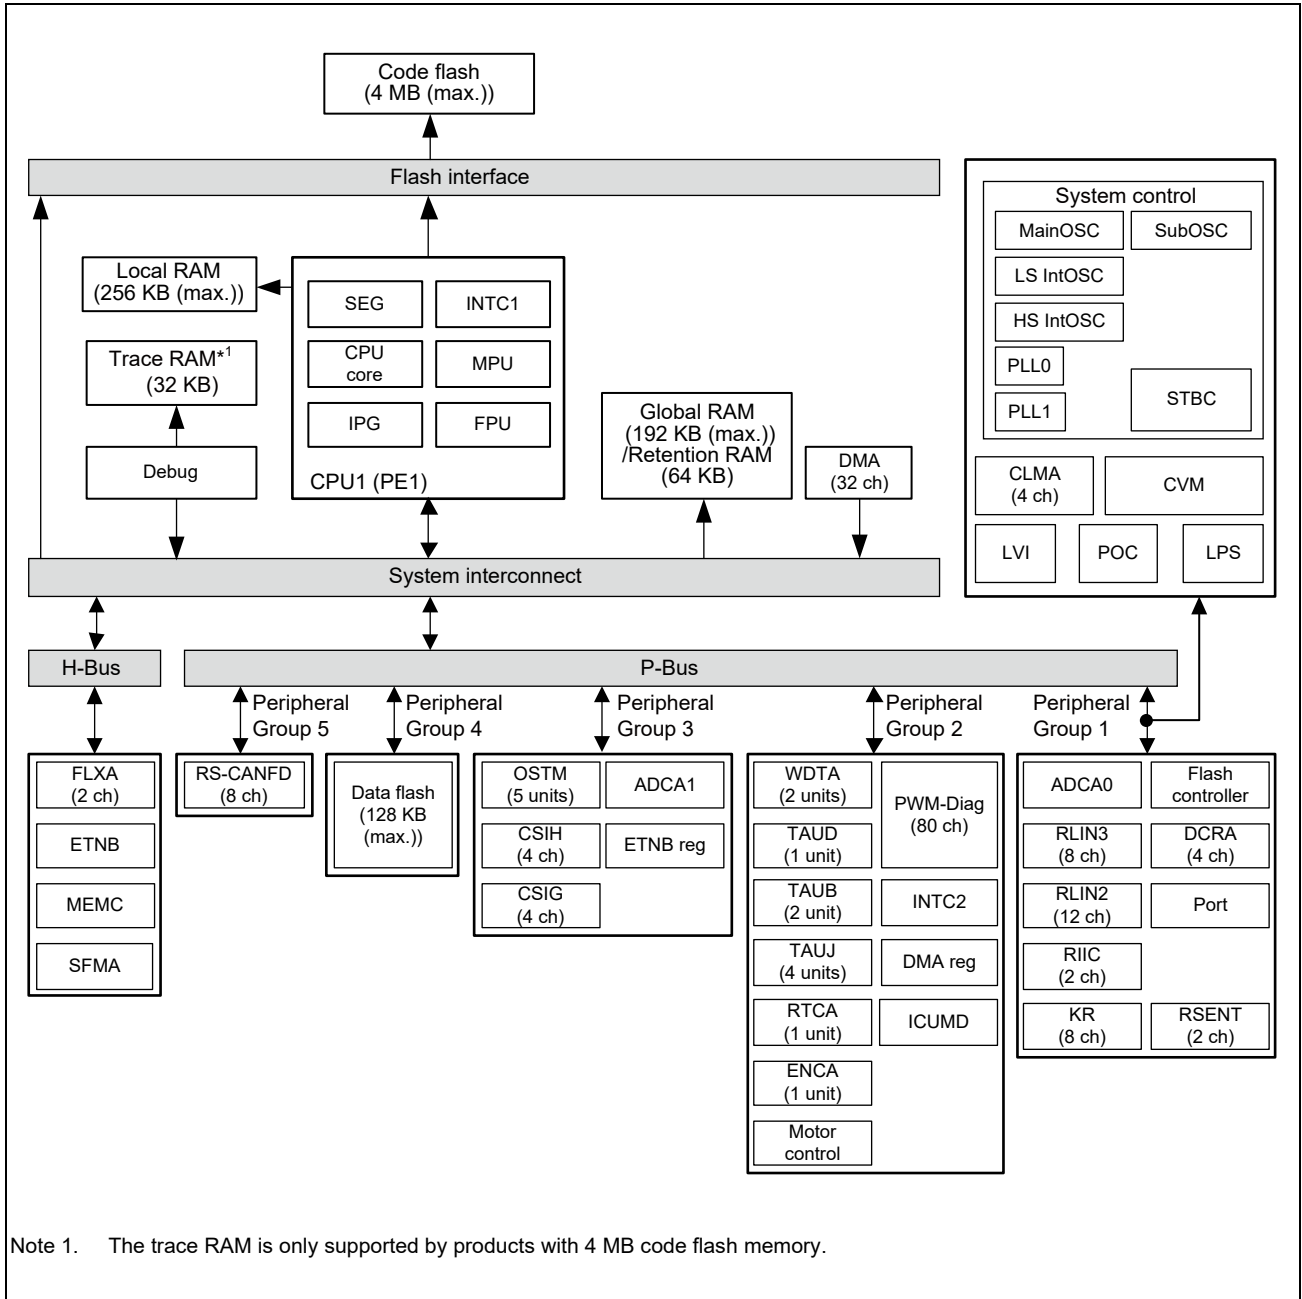 Code flash
(4 MB (max.))
Flash interface
Local RAM
(256 KB (max.))
Trace RAM*1
(32 KB)
Debug
SEG
INTC1
CPU
core
MPU
IPG
FPU
CPU1 (PE1)
Global RAM
(192 KB (max.))
/Retention RAM
(64 KB)
DMA
(32 ch)
System interconnect
System control
MainOSC
SubOSC
LS IntOSC
HS IntOSC
PLL0
PLL1
STBC
CLMA
(4 ch)
CVM
LVI
POC
LPS
H-Bus
P-Bus
Peripheral
Group 5
Peripheral
Group 4
Peripheral
Group 3
Peripheral
Group 2
Peripheral
Group 1
FLXA
(2 ch)
ETNB
MEMC
SFMA
RS-CANFD
(8 ch)
Data flash
(128 KB
(max.))
OSTM
(5 units)
ADCA1
CSIH
(4 ch)
ETNB reg
CSIG
(4 ch)
WDTA
(2 units)
PWM-Diag
(80 ch)
TAUD
(1 unit)
TAUB
(2 unit)
INTC2
TAUJ
(4 units)
DMA reg
RTCA
(1 unit)
ICUMD
ENCA
(1 unit)
Motor
control
ADCA0
Flash
controller
RLIN3
(8 ch)
DCRA
(4 ch)
RLIN2
(12 ch)
Port
RIIC
(2 ch)
KR
(8 ch)
RSENT
(2 ch)
Note 1. The trace RAM is only supported by products with 4 MB code flash memory.